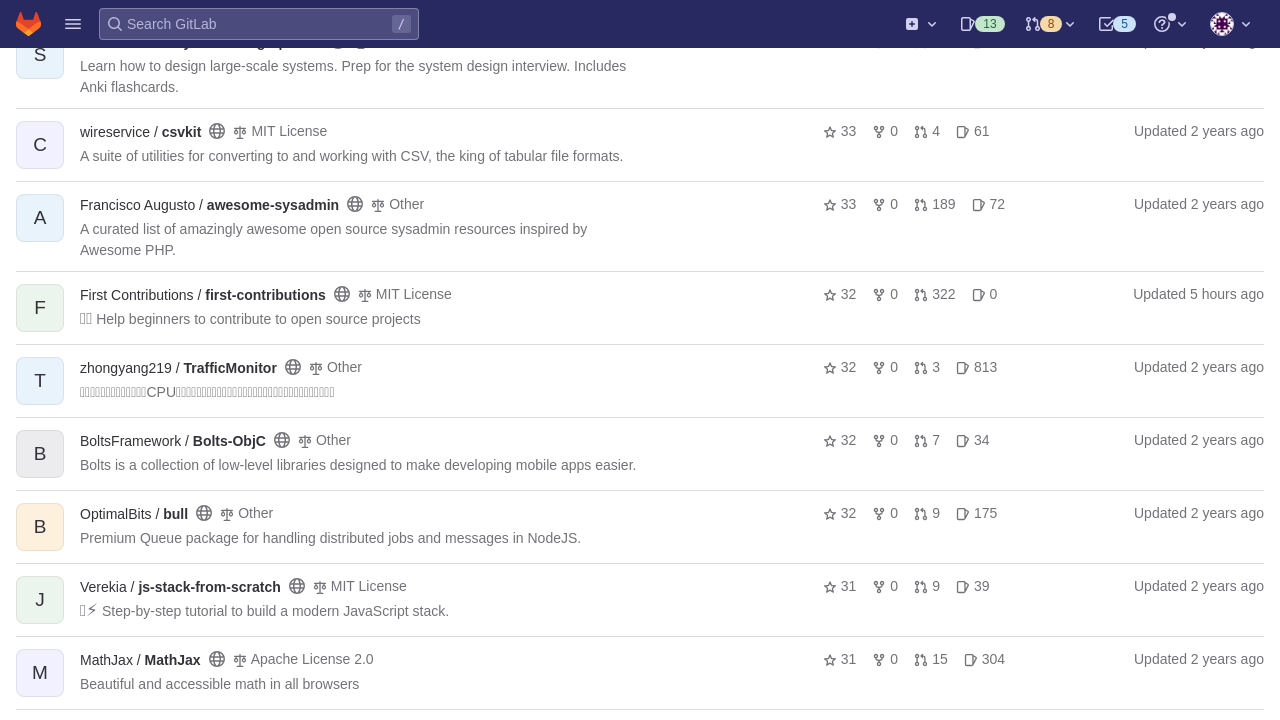 Search GitLab /
13
8
5
S
Learn how to design large-scale systems. Prep for the system design interview. Includes
Anki flashcards.
C
wireservice / csvkit MIT License
33 0 4 61
Updated 2 years ago
A suite of utilities for converting to and working with CSV, the king of tabular file formats.
A
Francisco Augusto / awesome-sysadmin Other
33 0 189 72
Updated 2 years ago
A curated list of amazingly awesome open source sysadmin resources inspired by
Awesome PHP.
F
First Contributions / first-contributions MIT License
32 0 322 0
Updated 5 hours ago
Help beginners to contribute to open source projects
T
zhongyang219 / TrafficMonitor Other
32 0 3 813
Updated 2 years ago
CPU
B
BoltsFramework / Bolts-ObjC Other
32 0 7 34
Updated 2 years ago
Bolts is a collection of low-level libraries designed to make developing mobile apps easier.
B
OptimalBits / bull Other
32 0 9 175
Updated 2 years ago
Premium Queue package for handling distributed jobs and messages in NodeJS.
J
Verekia / js-stack-from-scratch MIT License
31 0 9 39
Updated 2 years ago
⚡ Step-by-step tutorial to build a modern JavaScript stack.
M
MathJax / MathJax Apache License 2.0
31 0 15 304
Updated 2 years ago
Beautiful and accessible math in all browsers